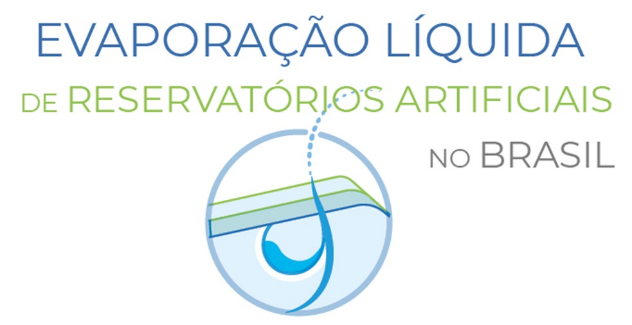 EVAPORAÇÃO LÍQUIDA
DE RESERVATÓRIOS ARTIFICIAIS
NO BRASIL